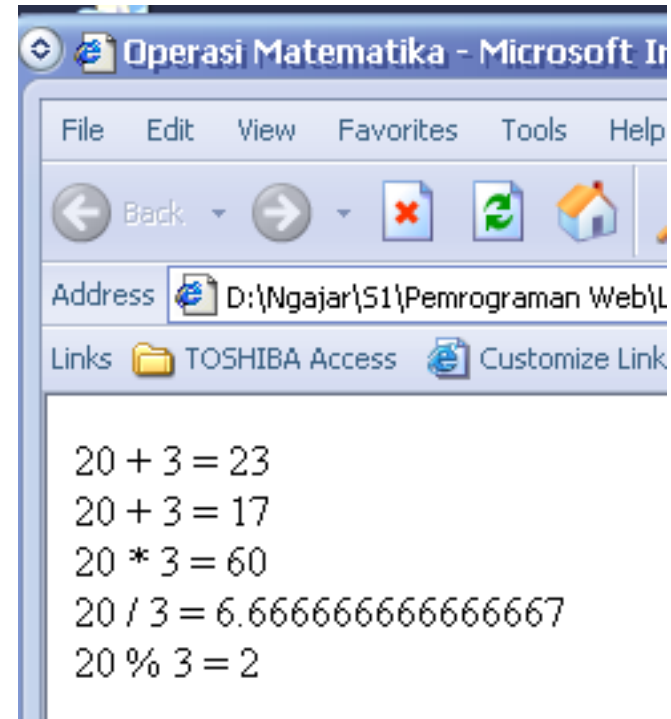 Operasi Matematika - Microsoft
File Edit View Favorites Tools Help
Back
Address D:\Ngajar\S1\Pemrograman Web\L
Links TOSHIBA Access Customize Link
20 + 3 = 23
20 + 3 = 17
20 * 3 = 60
20 / 3 = 6.666666666666667
20 % 3 = 2